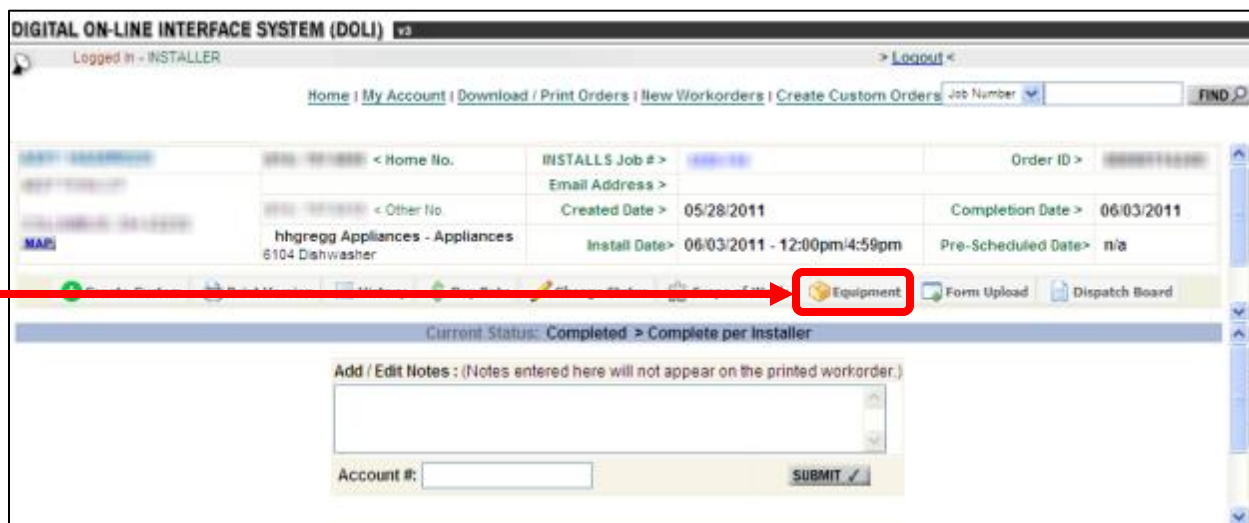 DIGITAL ON-LINE INTERFACE SYSTEM (DOLI) v3
Logged in - INSTALLER > Logout <
Home | My Account | Download / Print Orders | New Workorders | Create Custom Orders Job Number FIND
< Home No. INSTALLS Job # > Order ID >
Email Address >
< Other No. Created Date > 05/28/2011 Completion Date > 06/03/2011
MAP hhgregg Appliances - Appliances Install Date> 06/03/2011 - 12:00pm/4:59pm Pre-Scheduled Date> n/a
6104 Dishwasher
Equipment Form Upload Dispatch Board
Current Status: Completed > Complete per Installer
Add / Edit Notes : (Notes entered here will not appear on the printed workorder.)
Account #: SUBMIT